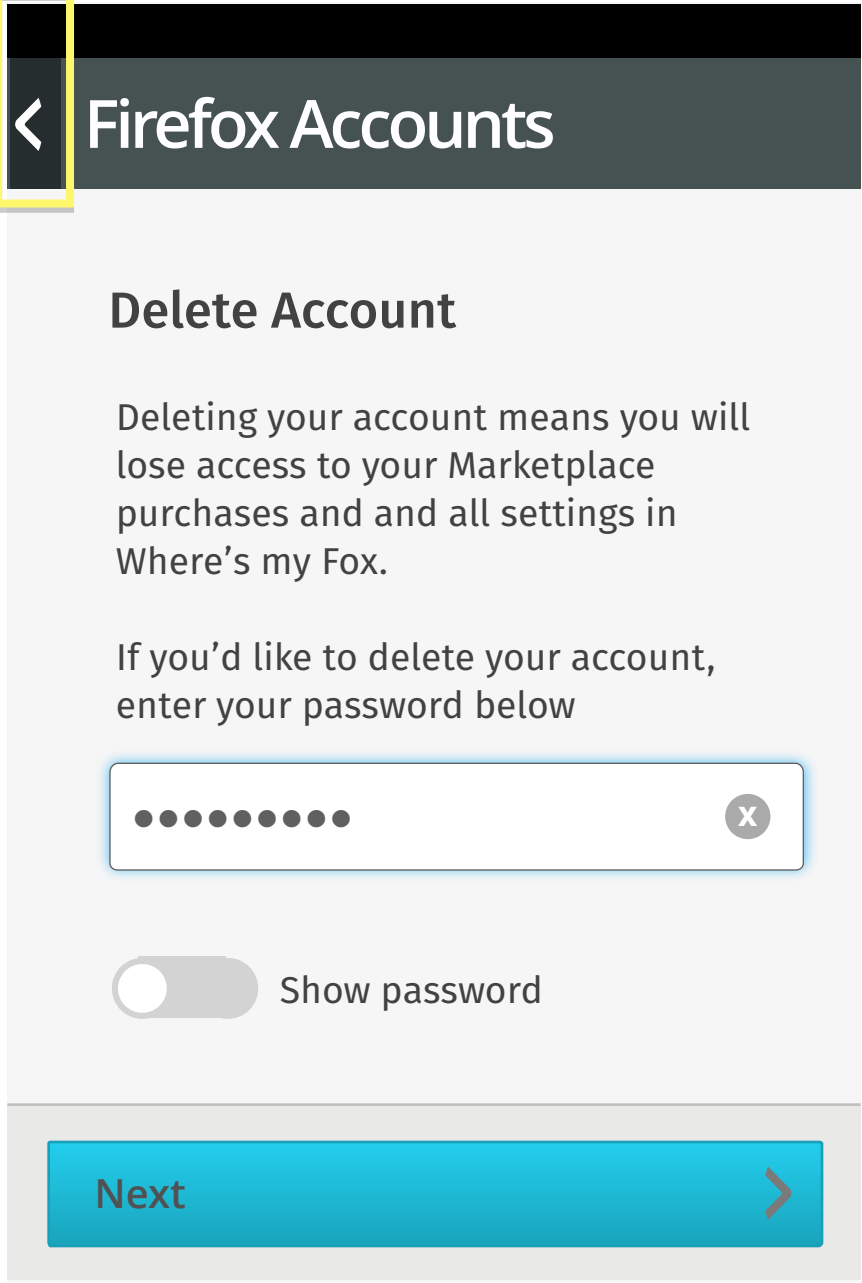 Firefox Accounts
Delete Account
Deleting your account means you will
lose access to your Marketplace
purchases and and all settings in
Where’s my Fox.
If you’d like to delete your account,
enter your password below
●●●●●●●●●
x
Show password
Next